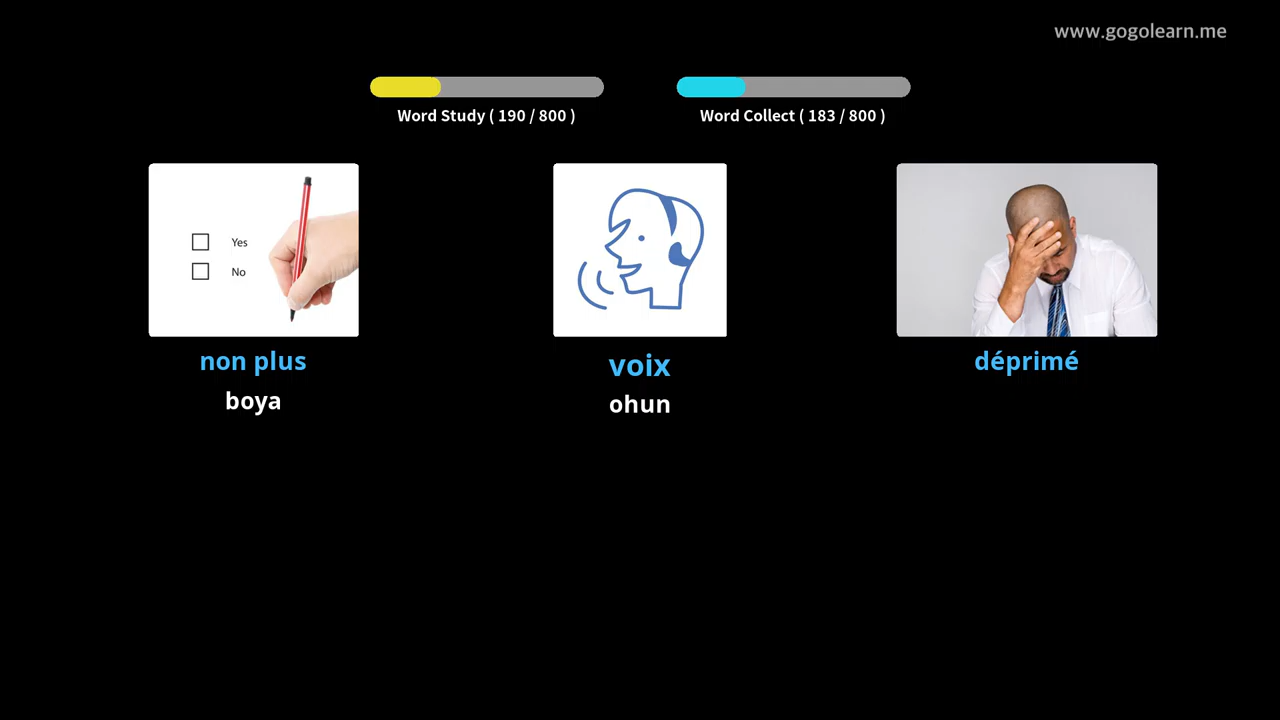 www.gogolearn.me
Word Study ( 190 / 800 )
Word Collect ( 183 / 800 )
Yes
No
non plus
boya
voix
ohun
déprimé